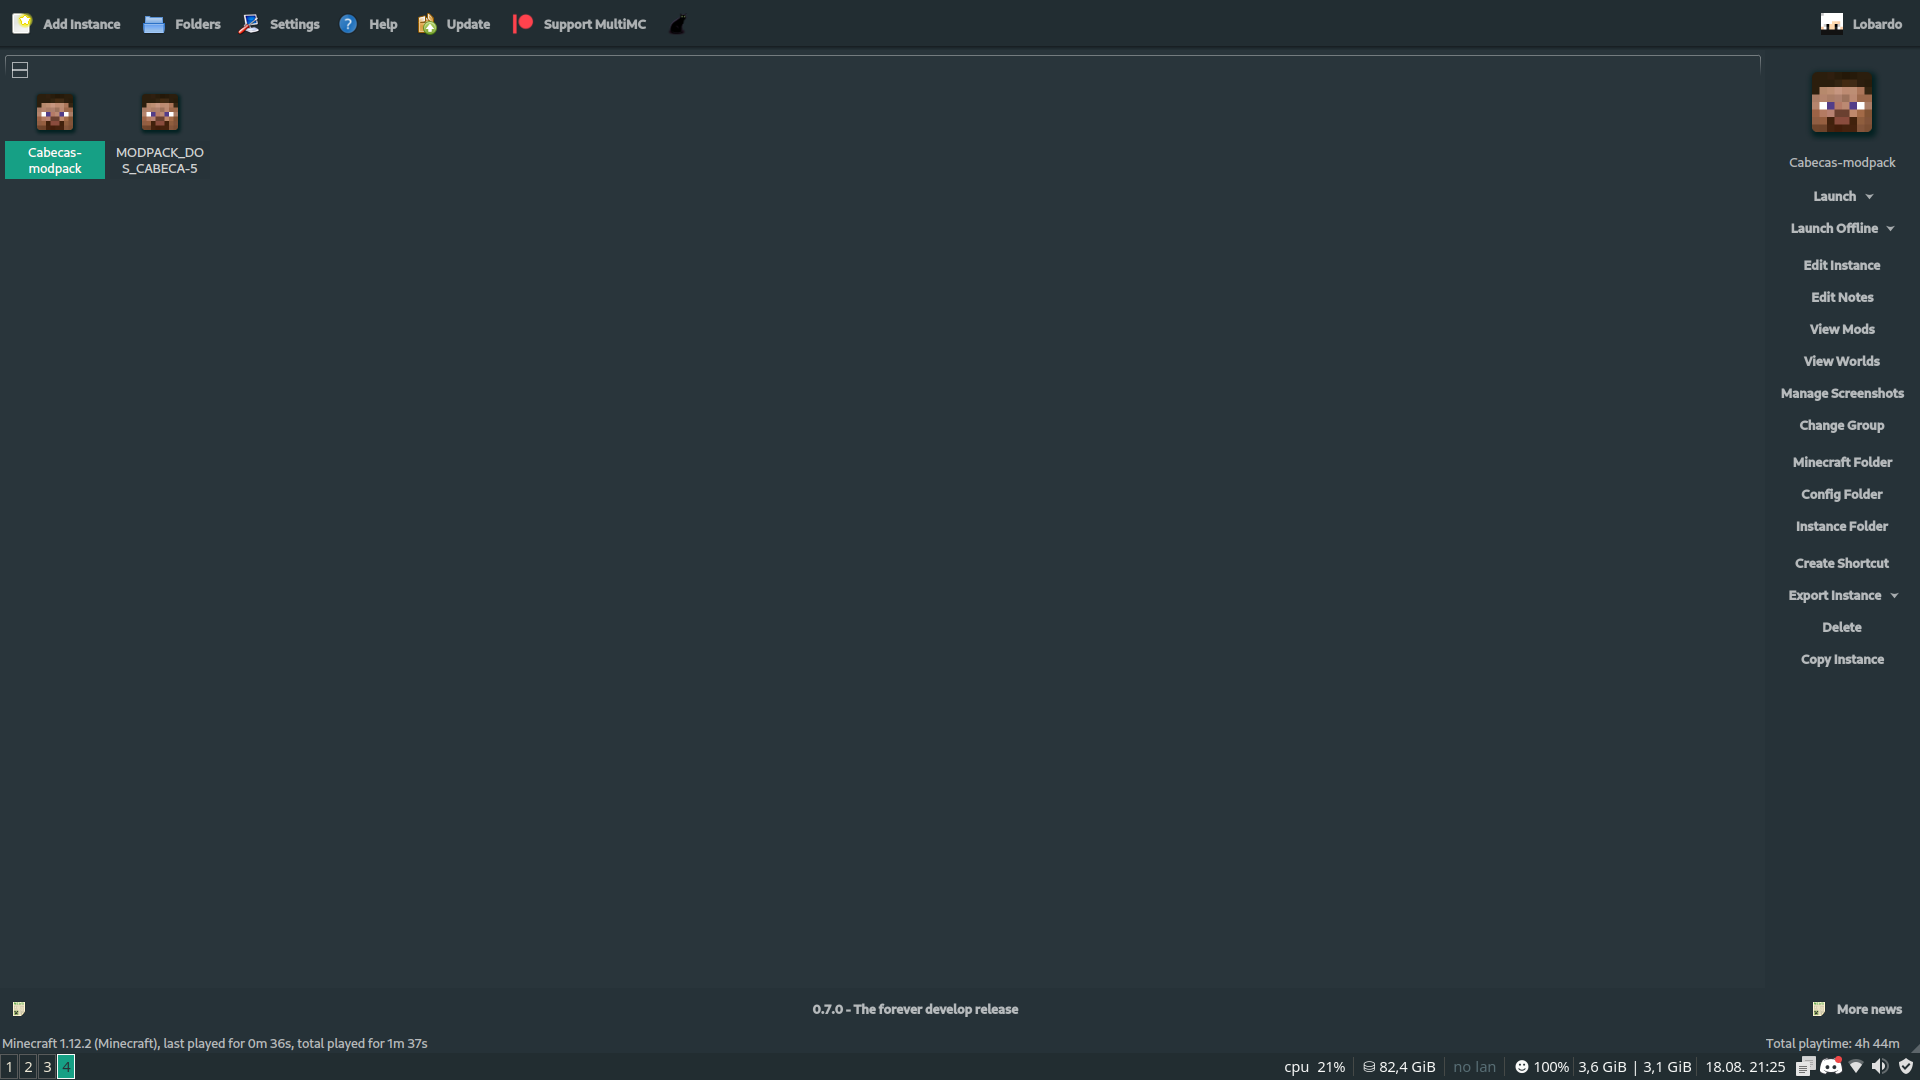 Add Instance Folders Settings Help Update Support MultiMC Lobardo
Cabecas-
modpack
MODPACK_DO
S_CABECA-5
Cabecas-modpack
Launch
Launch Offline
Edit Instance
Edit Notes
View Mods
View Worlds
Manage Screenshots
Change Group
Minecraft Folder
Config Folder
Instance Folder
Create Shortcut
Export Instance
Delete
Copy Instance
0.7.0 - The forever develop release
More news
Minecraft 1.12.2 (Minecraft), last played for 0m 36s, total played for 1m 37s
Total playtime: 4h 44m
1 2 3 4 cpu 21% 82,4 GiB no lan 100% 3,6 GiB | 3,1 GiB 18.08. 21:25